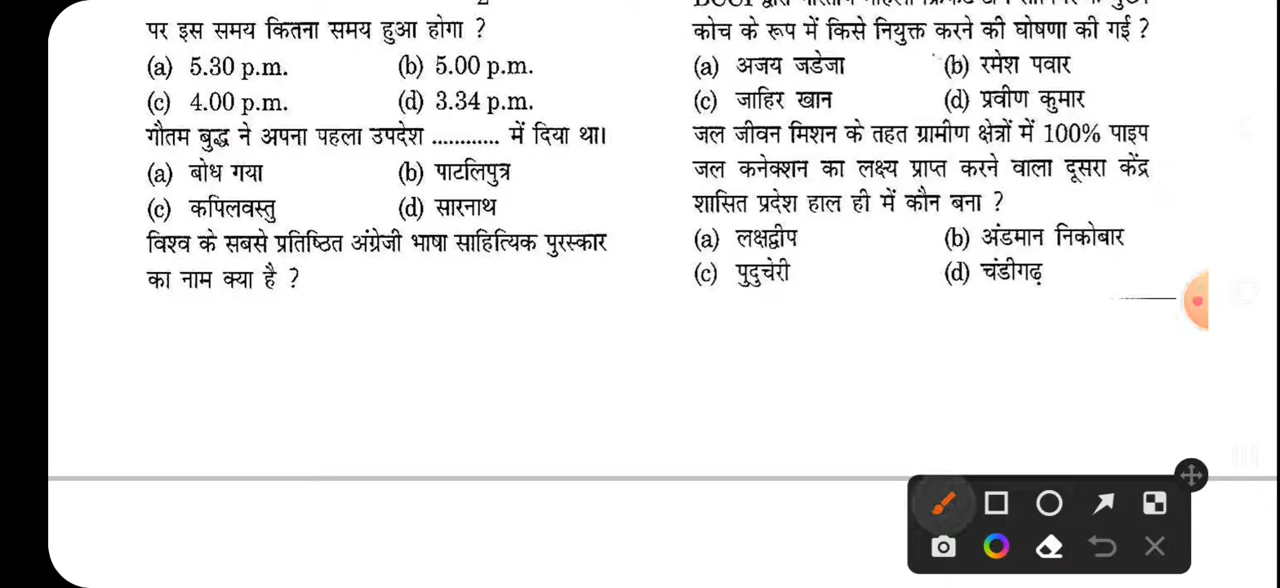 पर इस समय कितना समय हुआ होगा ?
(a) 5.30 p.m. (b) 5.00 p.m.
(c) 4.00 p.m. (d) 3.34 p.m.
गौतम बुद्ध ने अपना पहला उपदेश ............ में दिया था।
(a) बोध गया (b) पाटलिपुत्र
(c) कपिलवस्तु (d) सारनाथ
विश्व के सबसे प्रतिष्ठित अंग्रेजी भाषा साहित्यिक पुरस्कार
का नाम क्या है ?
कोच के रूप में किसे नियुक्त करने की घोषणा की गई ?
(a) अजय जडेजा (b) रमेश पवार
(c) जाहिर खान (d) प्रवीण कुमार
जल जीवन मिशन के तहत ग्रामीण क्षेत्रों में 100% पाइप
जल कनेक्शन का लक्ष्य प्राप्त करने वाला दूसरा केंद्र
शासित प्रदेश हाल ही में कौन बना ?
(a) लक्षद्वीप (b) अंडमान निकोबार
(c) पुदुचेरी (d) चंडीगढ़